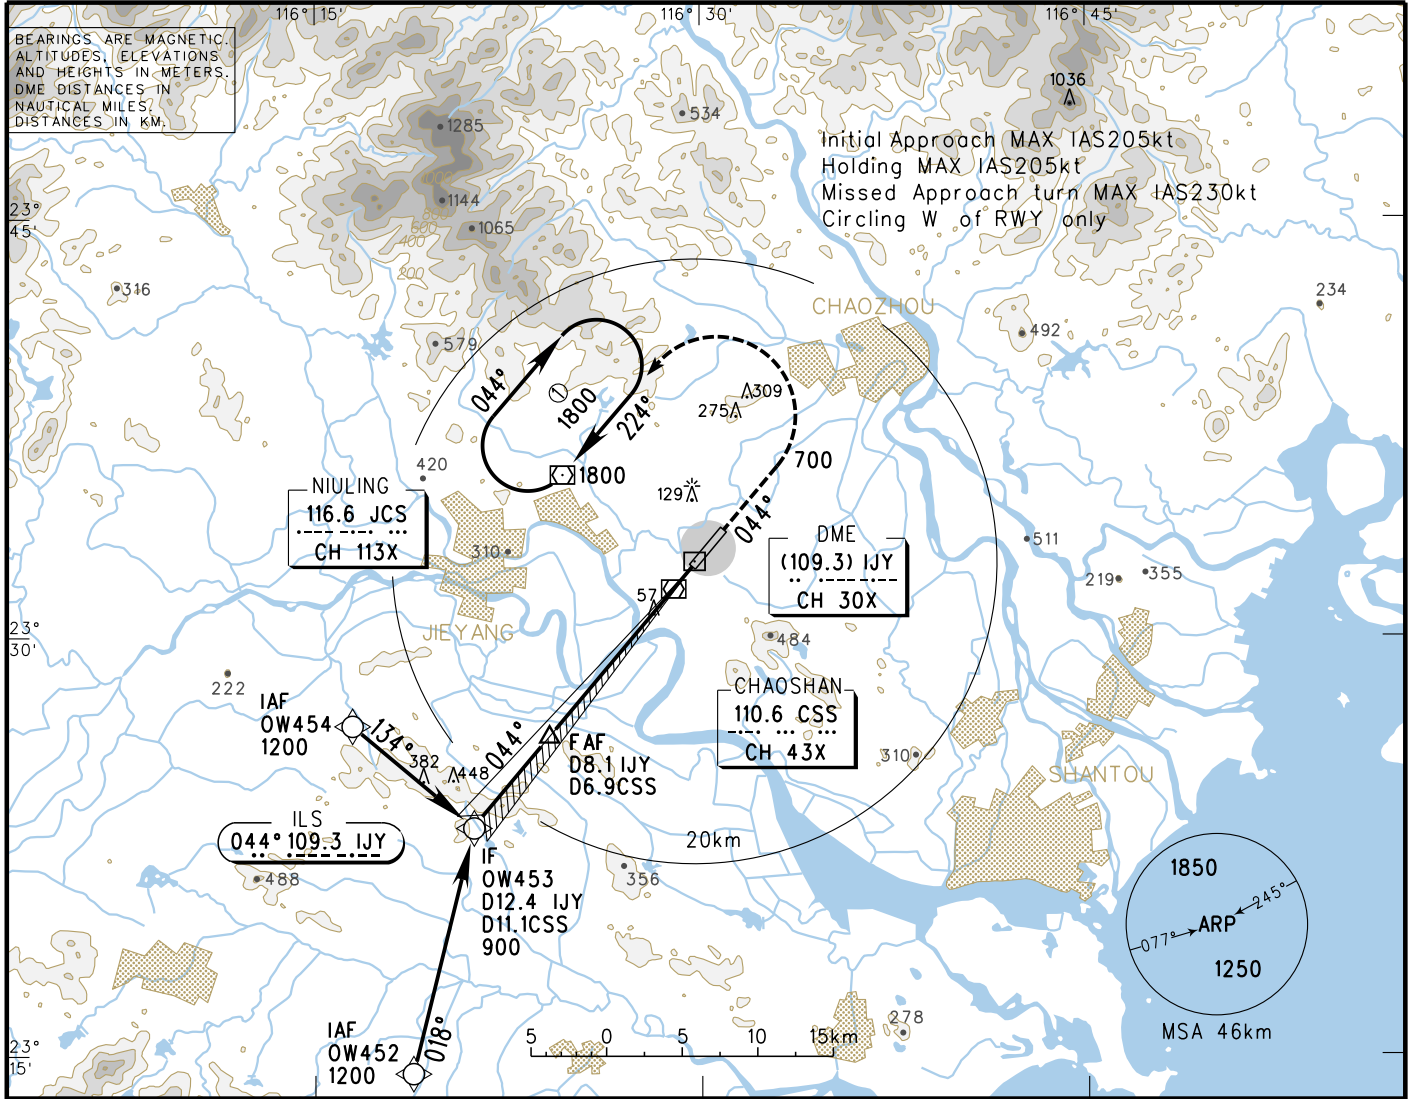 116° 15'
116° 30'
116° 45'
BEARINGS ARE MAGNETIC.
ALTITUDES, ELEVATIONS
AND HEIGHTS IN METERS.
DME DISTANCES IN
NAUTICAL MILES.
DISTANCES IN KM.
1036
534
1285
Initial Approach MAX IAS205kt
Holding MAX IAS205kt
Missed Approach turn MAX IAS230kt
Circling W of RWY only
1144
1065
800
600
400
200
23°
45'
316
234
CHAOZHOU
492
579
044°
1
1800
224°
309
275
420
1800
700
NIULING
116.6 JCS
CH 113X
129
044°
DME
(109.3) IJY
CH 30X
511
310
219
355
57
JIEYANG
23°
30'
484
222
CHAOSHAN
110.6 CSS
CH 43X
IAF
OW454
1200
134°
382
448
044°
FAF
D8.1 IJY
D6.9CSS
310
SHANTOU
ILS
044° 109.3 IJY
20km
488
356
IF
OW453
D12.4 IJY
D11.1CSS
900
1850
245°
ARP
077°
1250
MSA 46km
278
IAF
OW452
1200
018°
5 0 5 10 15km
23°
15'